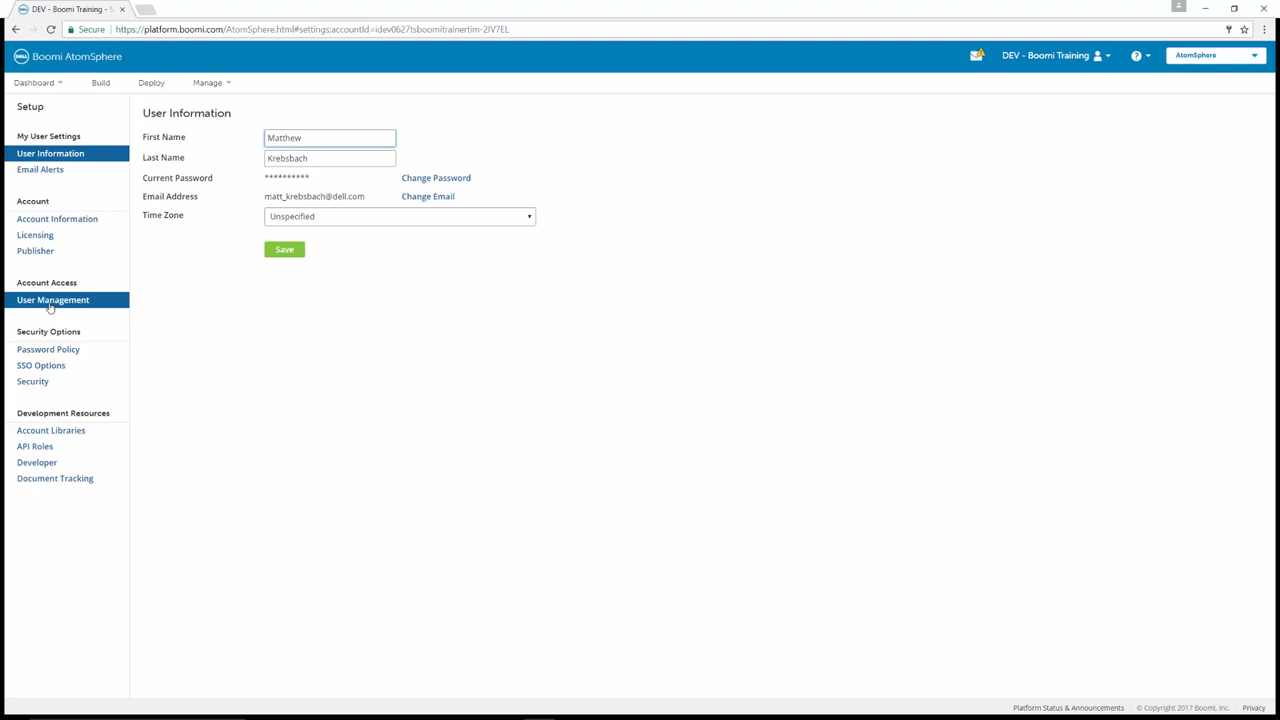 DEV - Boomi Training - S
Secure https://platform.boomi.com/AtomSphere.html#settings;accountId=idev0627tsboomitrainertim-2IV7EL
DELL Boomi AtomSphere
DEV - Boomi Training
AtomSphere
Dashboard Build Deploy Manage
Setup
My User Settings
User Information
Email Alerts
Account
Account Information
Licensing
Publisher
Account Access
User Management
Security Options
Password Policy
SSO Options
Security
Development Resources
Account Libraries
API Roles
Developer
Document Tracking
User Information
First Name Matthew
Last Name Krebsbach
Current Password ********** Change Password
Email Address matt_krebsbach@dell.com Change Email
Time Zone Unspecified
Save
Platform Status & Announcements © Copyright 2017 Boomi, Inc. Privacy